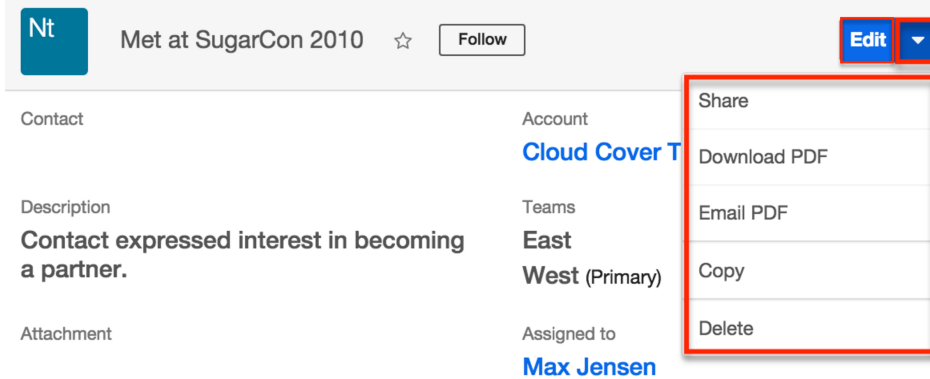 Nt
Met at SugarCon 2010
Follow
Edit
Share
Download PDF
Email PDF
Copy
Delete
Contact
Account
Cloud Cover T
Description
Contact expressed interest in becoming
a partner.
Teams
East
West (Primary)
Attachment
Assigned to
Max Jensen